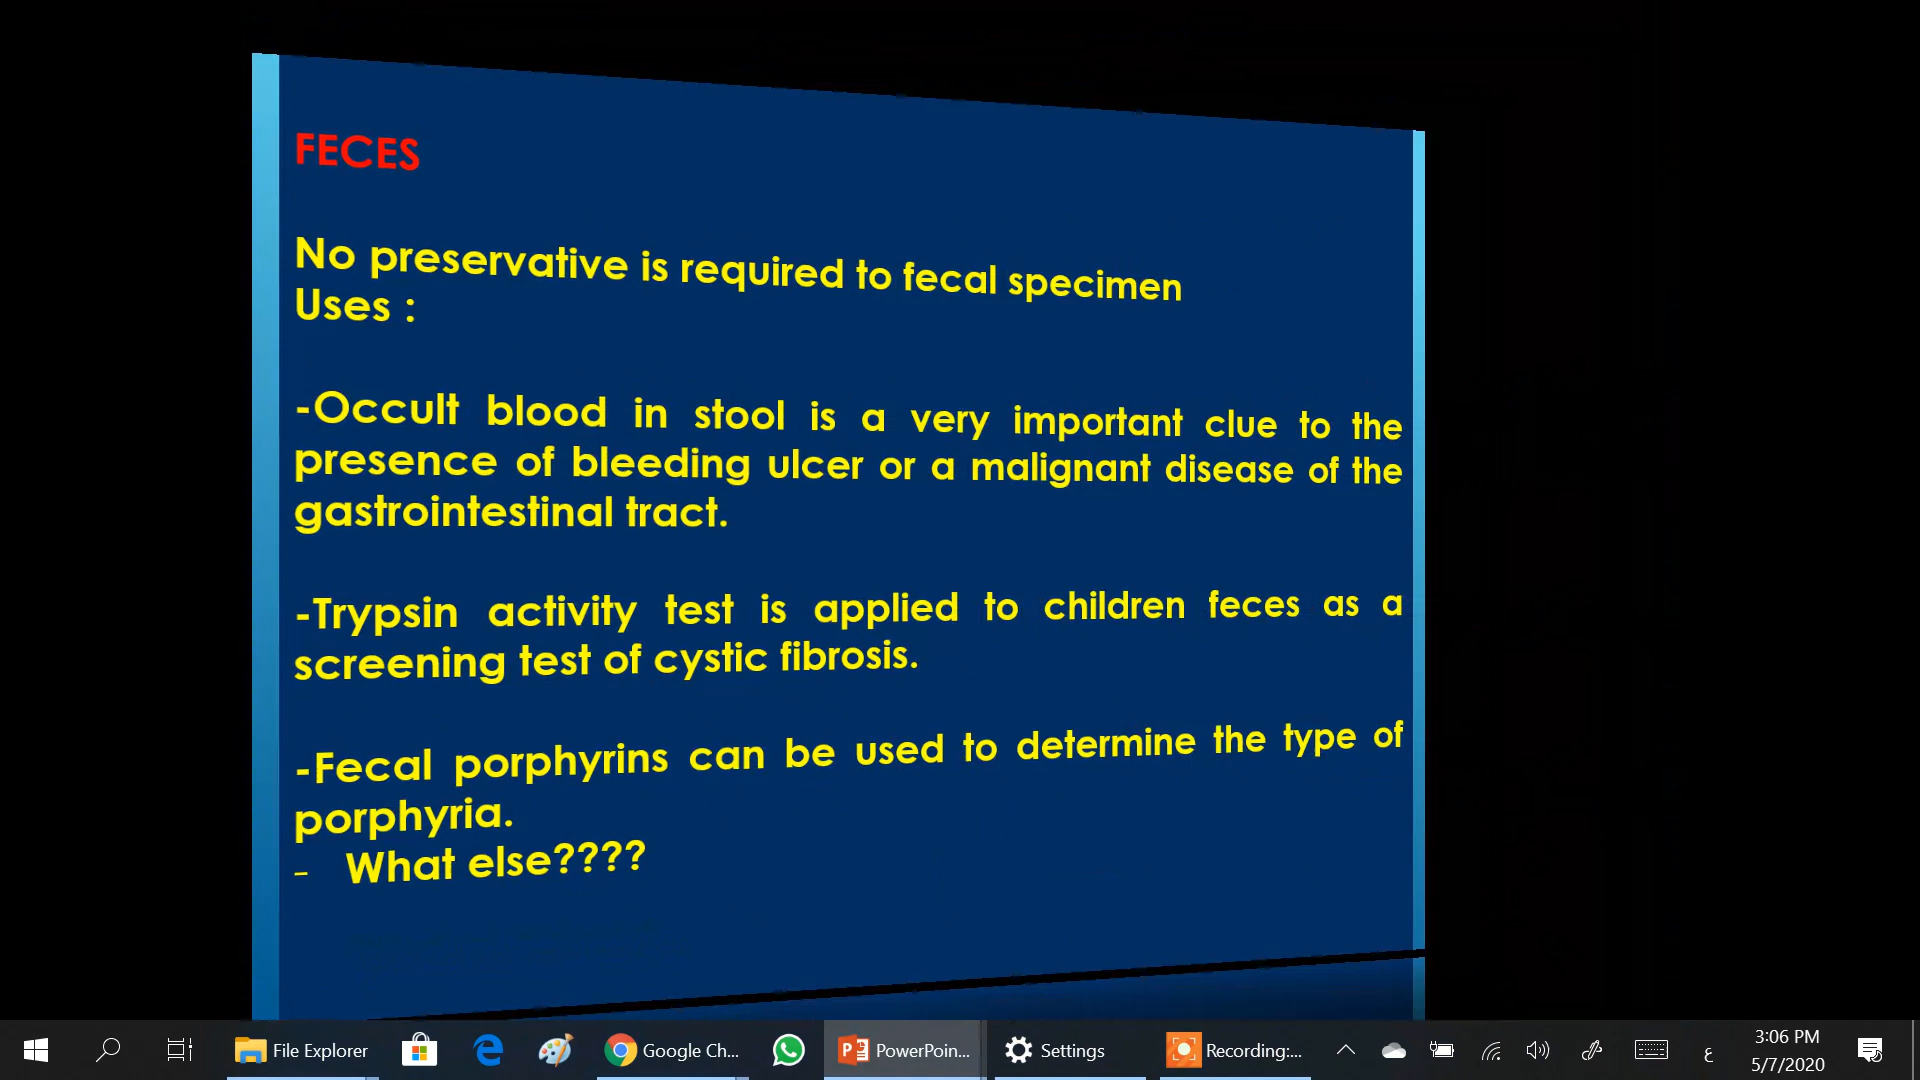 FECES
No preservative is required to fecal specimen
Uses :
-Occult blood in stool is a very important clue to the
presence of bleeding ulcer or a malignant disease of the
gastrointestinal tract.
-Trypsin activity test is applied to children feces as a
screening test of cystic fibrosis.
-Fecal porphyrins can be used to determine the type of
porphyria.
- What else????
File Explorer
Google Ch...
PowerPoin...
Settings
Recording:...
ع
3:06 PM
5/7/2020